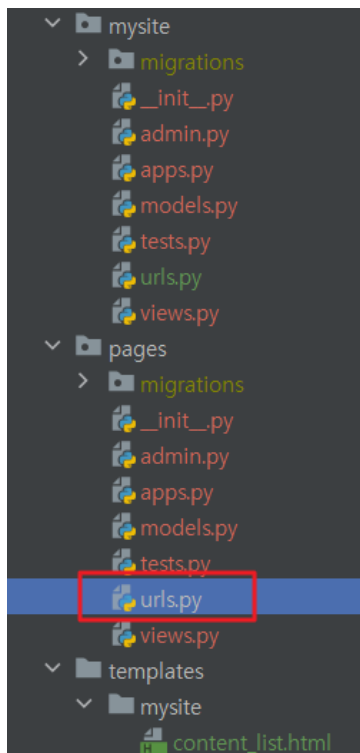 mysite
migrations
__init__.py
admin.py
apps.py
models.py
tests.py
urls.py
views.py
pages
migrations
__init__.py
admin.py
apps.py
models.py
tests.py
urls.py
views.py
templates
mysite
H content_list.html